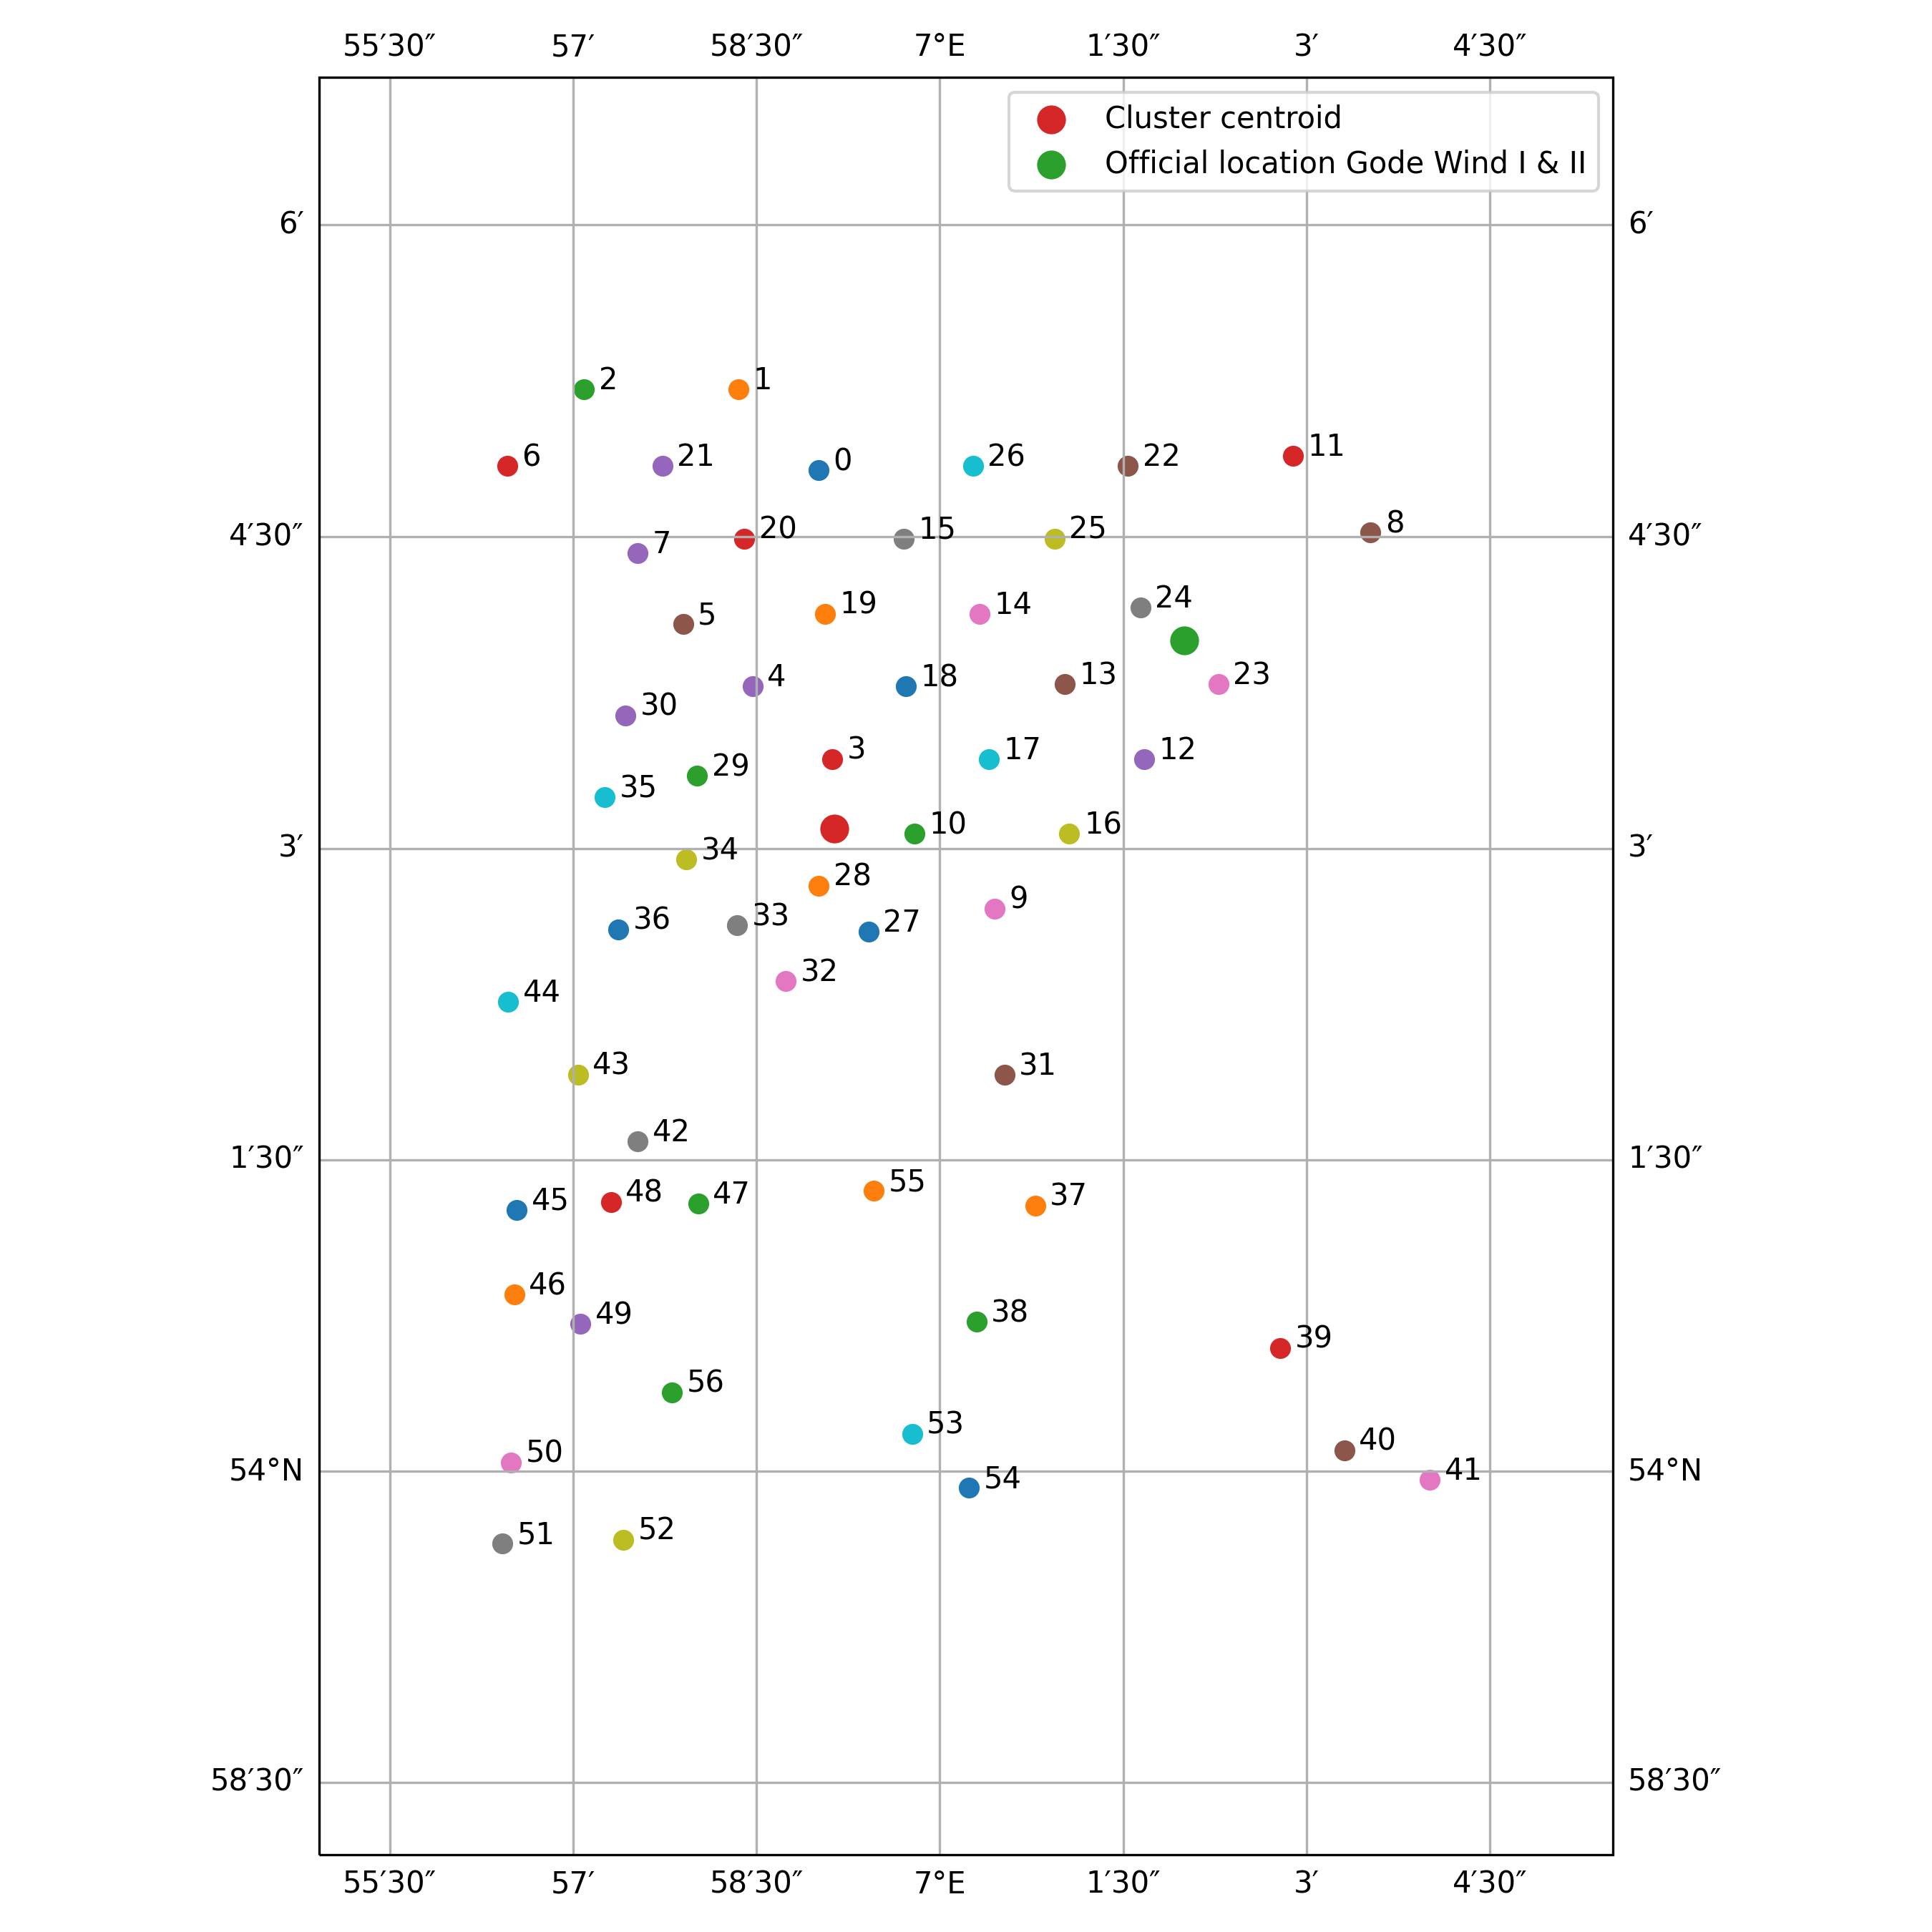 55′30″ 57′ 58′30″ 7°E 1′30″ 3′ 4′30″
Cluster centroid
Official location Gode Wind I & II
6′ 6′
2 1
6 21 0 26 22 11
4′30″ 7 20 15 25 8 4′30″
5 19 14 24
30 4 18 13 23
35 29 3 17 12
3′ 34 10 16 3′
36 33 28 27 9
44 32
43 31
42
1′30″ 1′30″
45 48 47 55 37
46 49 38 39
56
50 53 40
54°N 54 41 54°N
51 52
58′30″ 58′30″
55′30″ 57′ 58′30″ 7°E 1′30″ 3′ 4′30″